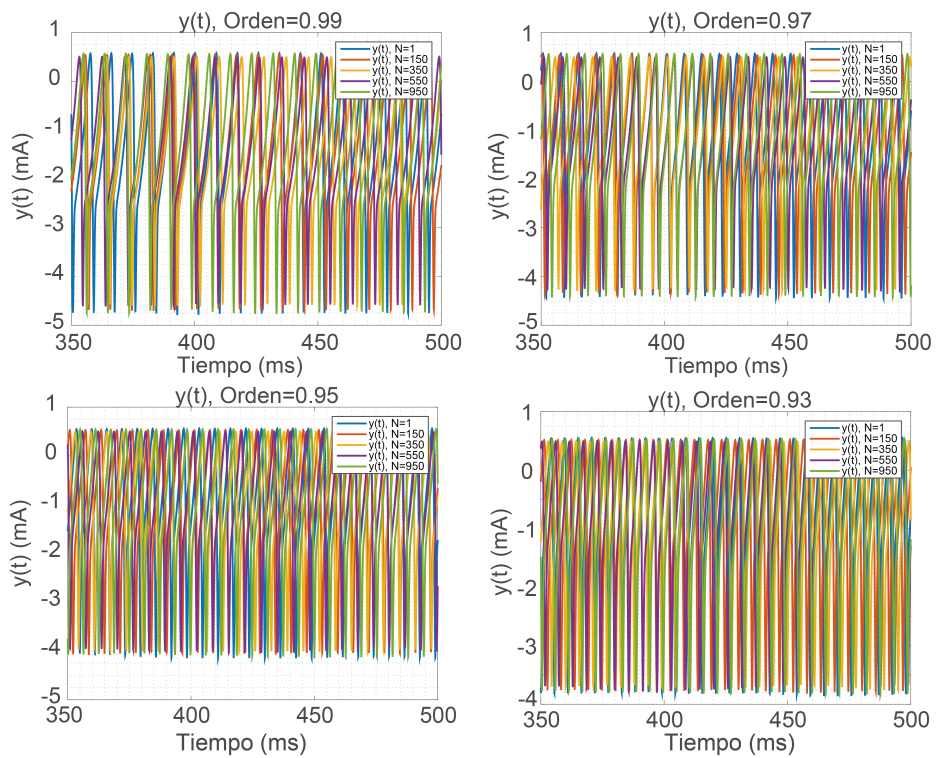 y(t), Orden=0.99
1
0
-1
-2
-3
-4
-5
y(t) (mA)
y(t), N=1
y(t), N=150
y(t), N=350
y(t), N=550
y(t), N=950
350
400
450
500
Tiempo (ms)
y(t), Orden=0.97
1
0
1
-2
-3
-4
-5
y(t) (mA)
y(t), N=1
y(t), N=150
y(t), N=350
y(t), N=550
y(t), N=950
350
400
450
500
Tiempo (ms)
y(t), Orden=0.95
1
0
-1
-2
-3
-4
-5
y(t) (mA)
y(t), N=1
y(t), N=150
y(t), N=350
y(t), N=550
y(t), N=950
350
400
450
500
Tiempo (ms)
y(t), Orden=0.93
1
0
-1
-2
-3
-4
y(t) (mA)
y(t), N=1
y(t), N=150
y(t), N=350
y(t), N=550
y(t), N=950
350
400
450
500
Tiempo (ms)